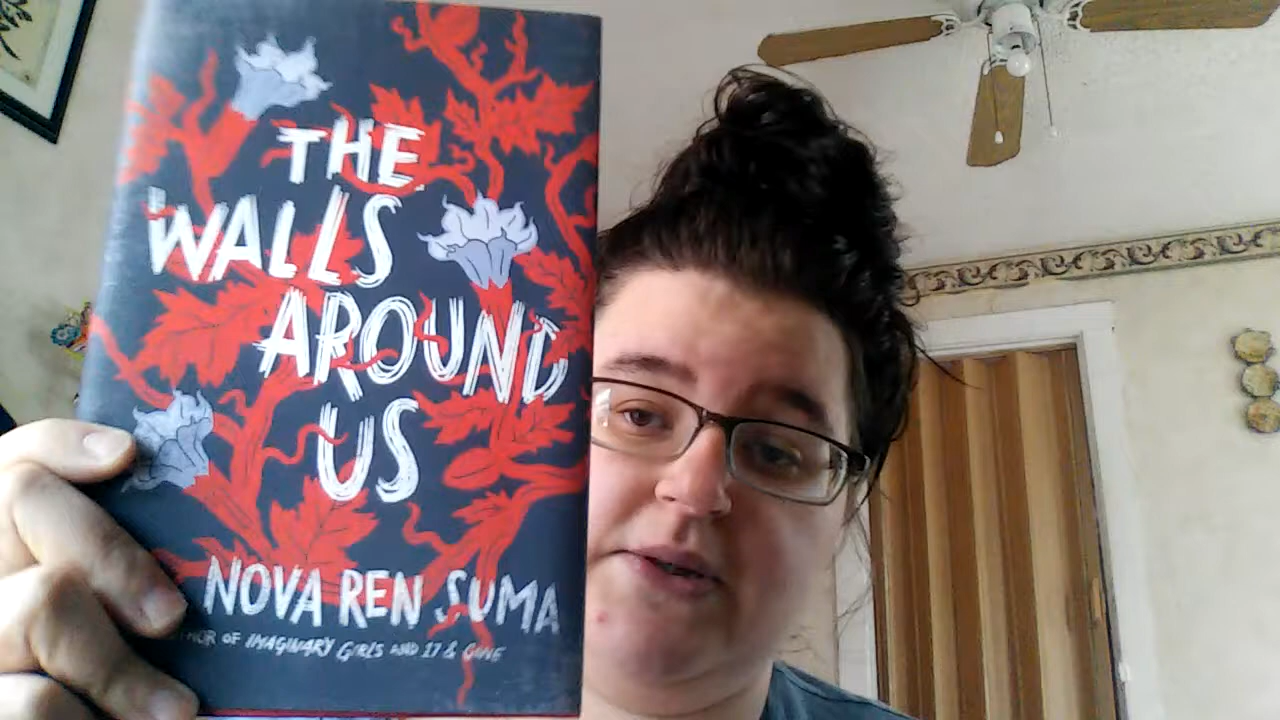 THE
WALLS
AROUND
US
NOVA REN SUMA
OF IMAGINARY GIRLS AND 17 & GONE